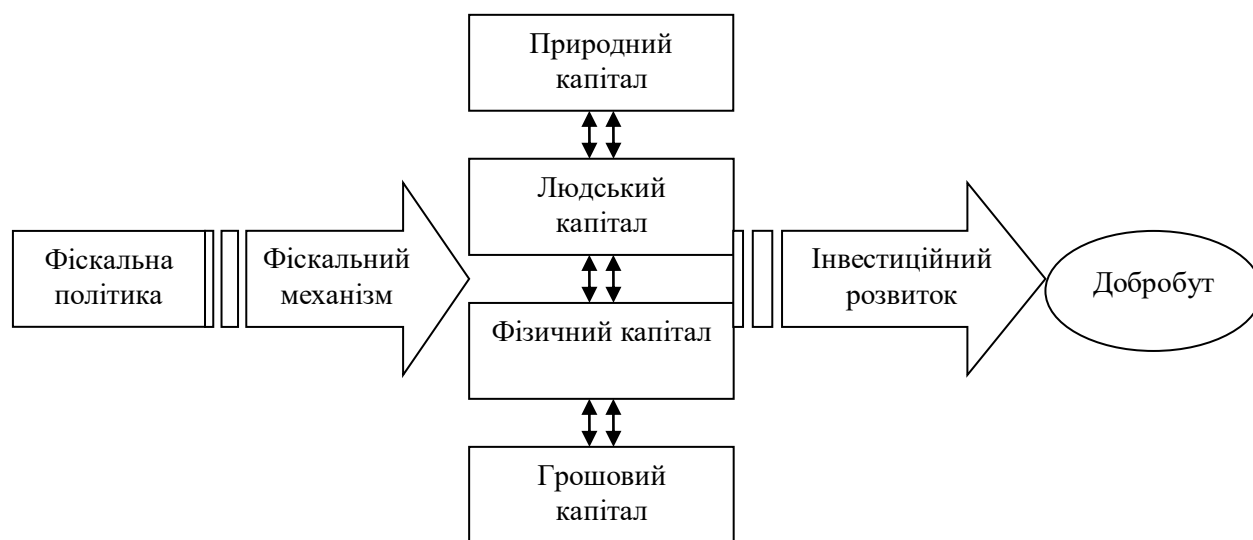 Природний
капітал
Людський
капітал
Фіскальна
політика
Фіскальний
механізм
Інвестиційний
розвиток
Добробут
Фізичний капітал
Грошовий
капітал